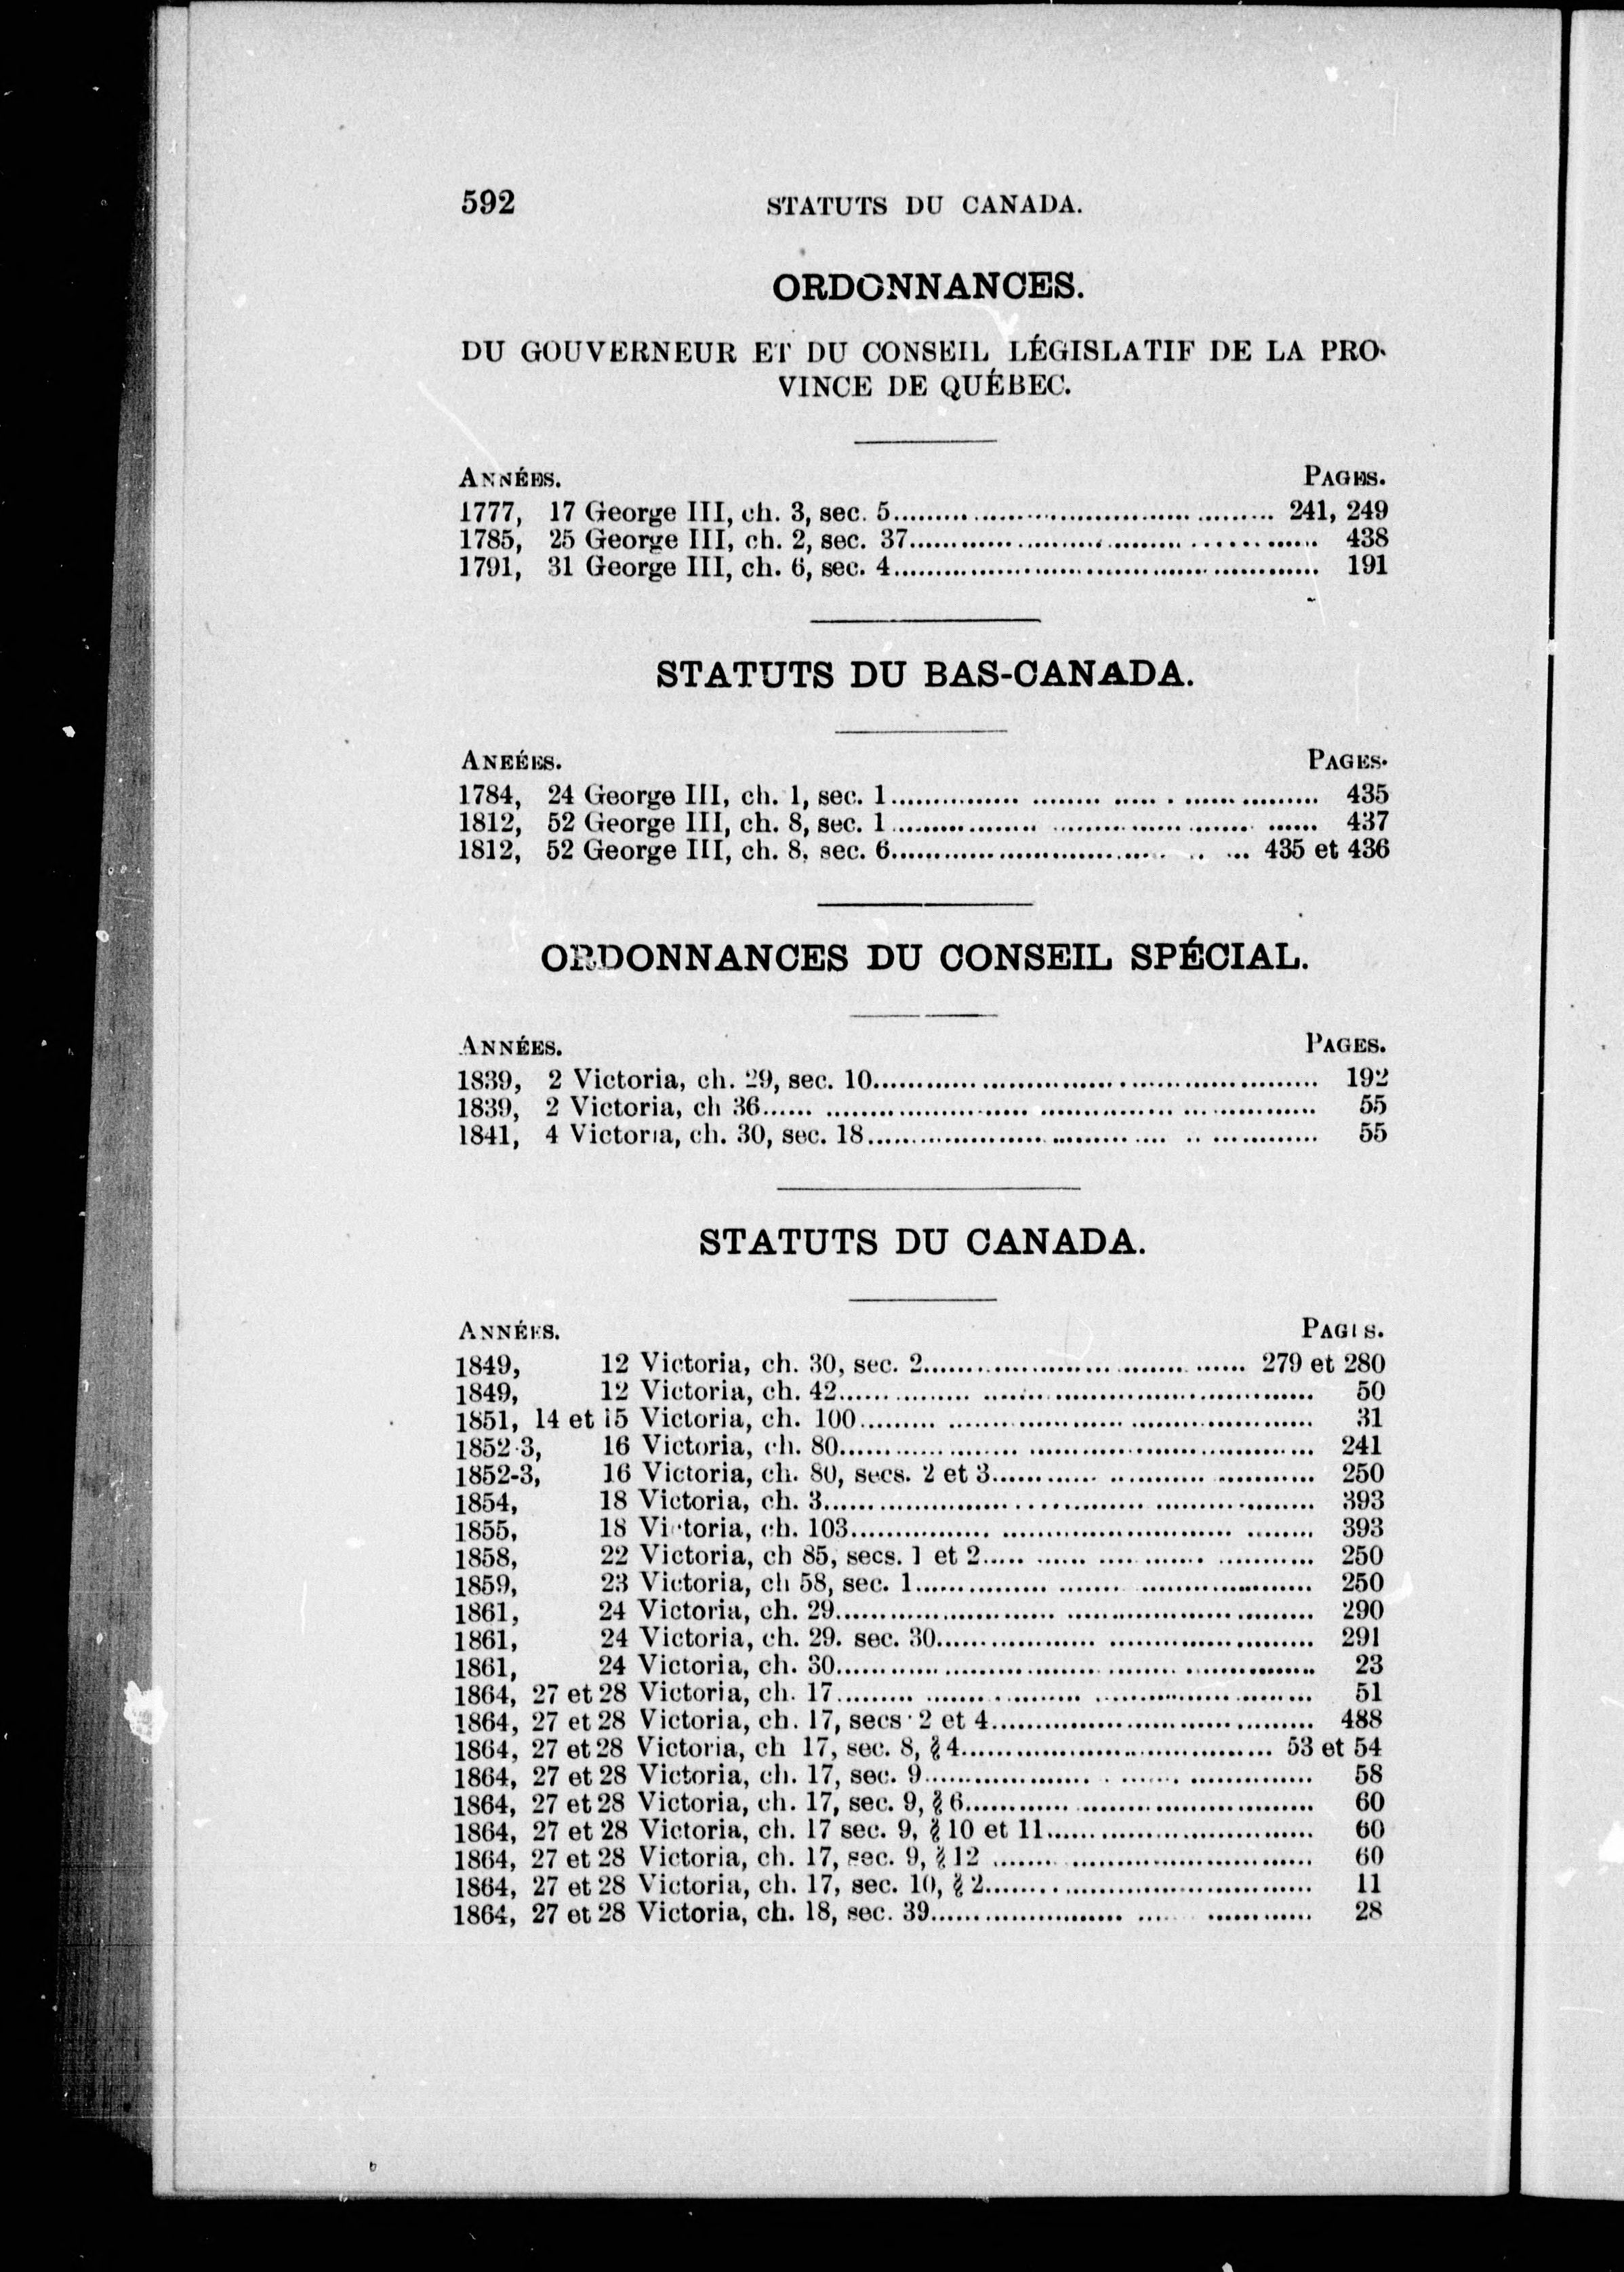 592 STATUTS DU CANADA.
ORDONNANCES.
DU GOUVERNEUR ET DU CONSEIL LÉGISLATIF DE LA PRO-
VINCE DE QUÉBEC.
ANNÉES. PAGES.
1777, 17 George III, ch. 3, sec. 5.......... 241, 249
1785, 25 George III, ch. 2, sec. 37.......... 438
1791, 31 George III, ch. 6, sec. 4.......... 191
STATUTS DU BAS-CANADA.
ANEÉES. PAGES.
1784, 24 George III, ch. 1, sec. 1.......... 435
1812, 52 George III, ch. 8, sec. 1.......... 437
1812, 52 George III, ch. 8, sec. 6.......... 435 et 436
ORDONNANCES DU CONSEIL SPÉCIAL.
ANNÉES. PAGES.
1839, 2 Victoria, ch. 29, sec. 10.......... 192
1839, 2 Victoria, ch 36.......... 55
1841, 4 Victoria, ch. 30, sec. 18.......... 55
STATUTS DU CANADA.
ANNÉES. PAGES.
1849, 12 Victoria, ch. 30, sec. 2.......... 279 et 280
1849, 12 Victoria, ch. 42.......... 50
1851, 14 et 15 Victoria, ch. 100.......... 31
1852-3, 16 Victoria, ch. 80.......... 241
1852-3, 16 Victoria, ch. 80, secs. 2 et 3.......... 250
1854, 18 Victoria, ch. 3.......... 393
1855, 18 Victoria, ch. 103.......... 393
1858, 22 Victoria, ch 85, secs. 1 et 2.......... 250
1859, 23 Victoria, ch 58, sec. 1.......... 250
1861, 24 Victoria, ch. 29.......... 290
1861, 24 Victoria, ch. 29. sec. 30.......... 291
1861, 24 Victoria, ch. 30.......... 23
1864, 27 et 28 Victoria, ch. 17.......... 51
1864, 27 et 28 Victoria, ch. 17, secs. 2 et 4.......... 488
1864, 27 et 28 Victoria, ch 17, sec. 8, § 4.......... 53 et 54
1864, 27 et 28 Victoria, ch. 17, sec. 9.......... 58
1864, 27 et 28 Victoria, ch. 17, sec. 9, § 6.......... 60
1864, 27 et 28 Victoria, ch. 17 sec. 9, § 10 et 11.......... 60
1864, 27 et 28 Victoria, ch. 17, sec. 9, § 12.......... 60
1864, 27 et 28 Victoria, ch. 17, sec. 10, § 2.......... 11
1864, 27 et 28 Victoria, ch. 18, sec. 39.......... 28